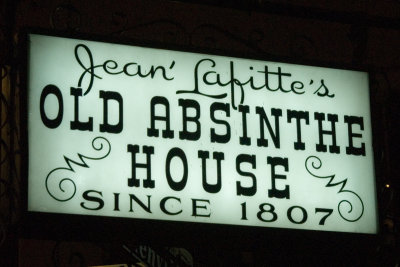 Jean' Lafitte's
OLD ABSINTHE
HOUSE
SINCE 1807